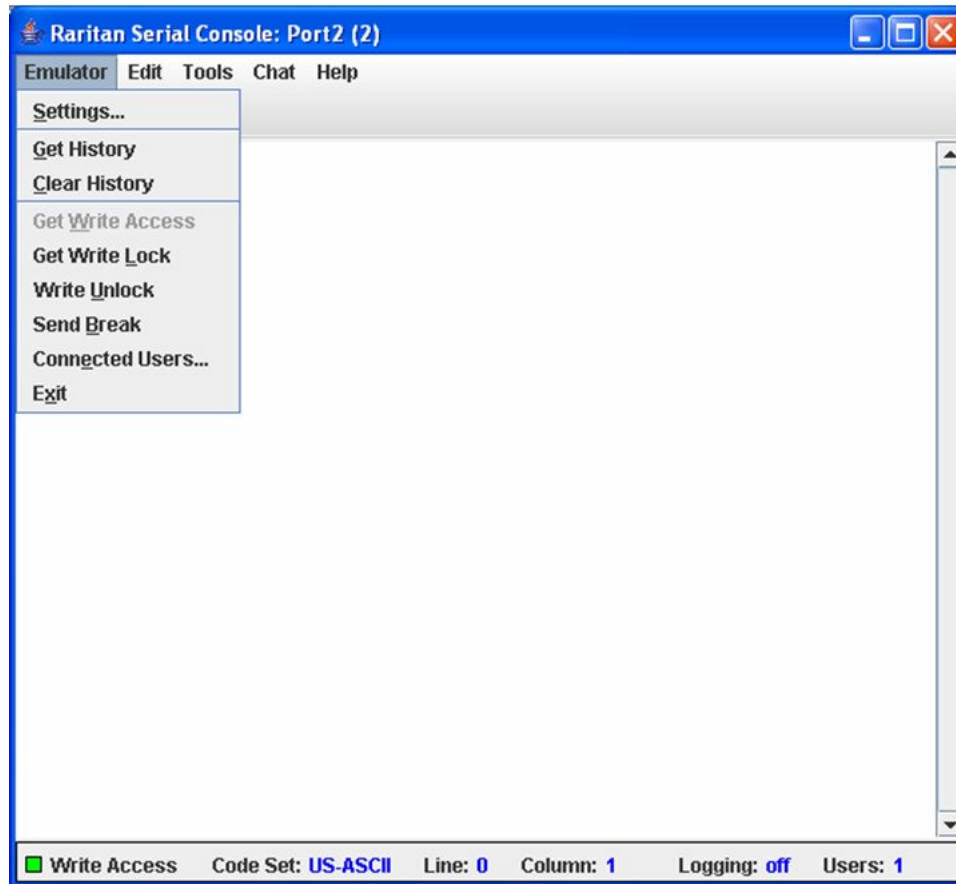 Raritan Serial Console: Port2 (2)
Emulator Edit Tools Chat Help
Settings...
Get History
Clear History
Get Write Access
Get Write Lock
Write Unlock
Send Break
Connected Users...
Exit
Write Access Code Set: US-ASCII Line: 0 Column: 1 Logging: off Users: 1